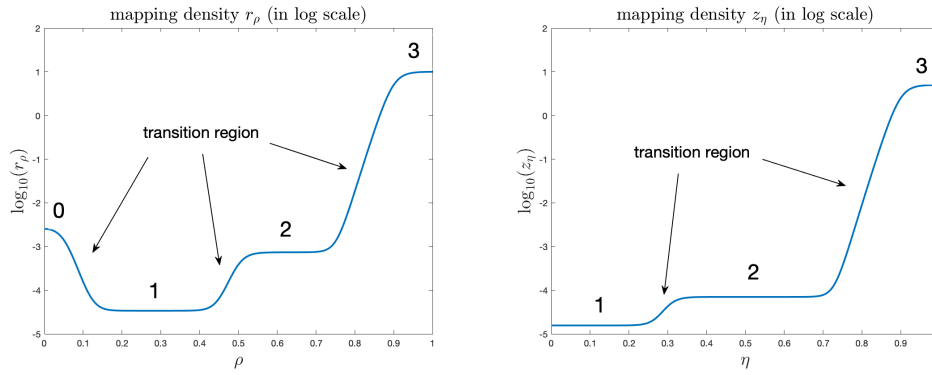 mapping density r_ρ (in log scale)
2
1
0
-1
-2
-3
-4
-5
log₁₀(r_ρ)
0
1
2
3
transition region
0 0.1 0.2 0.3 0.4 0.5 0.6 0.7 0.8 0.9 1
ρ
mapping density z_η (in log scale)
2
1
0
-1
-2
-3
-4
-5
log₁₀(z_η)
1
2
3
transition region
0 0.1 0.2 0.3 0.4 0.5 0.6 0.7 0.8 0.9
η